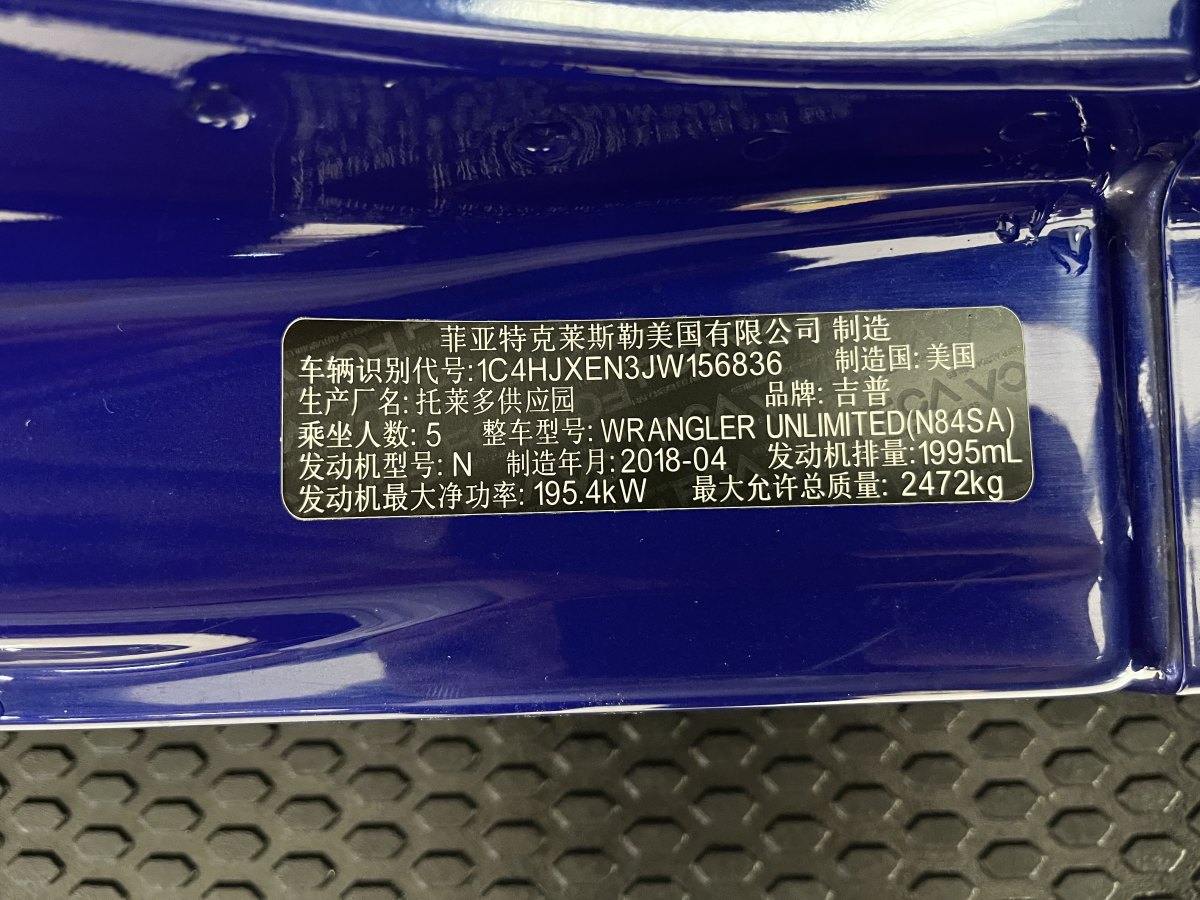 菲亚特克莱斯勒美国有限公司 制造
车辆识别代号:1C4HJXEN3JW156836 制造国: 美国
生产厂名: 托莱多供应园 品牌: 吉普
乘坐人数: 5 整车型号: WRANGLER UNLIMITED(N84SA)
发动机型号: N 制造年月: 2018-04 发动机排量:1995mL
发动机最大净功率: 195.4kW 最大允许总质量: 2472kg